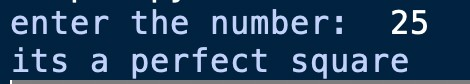 enter the number:  25
its a perfect square